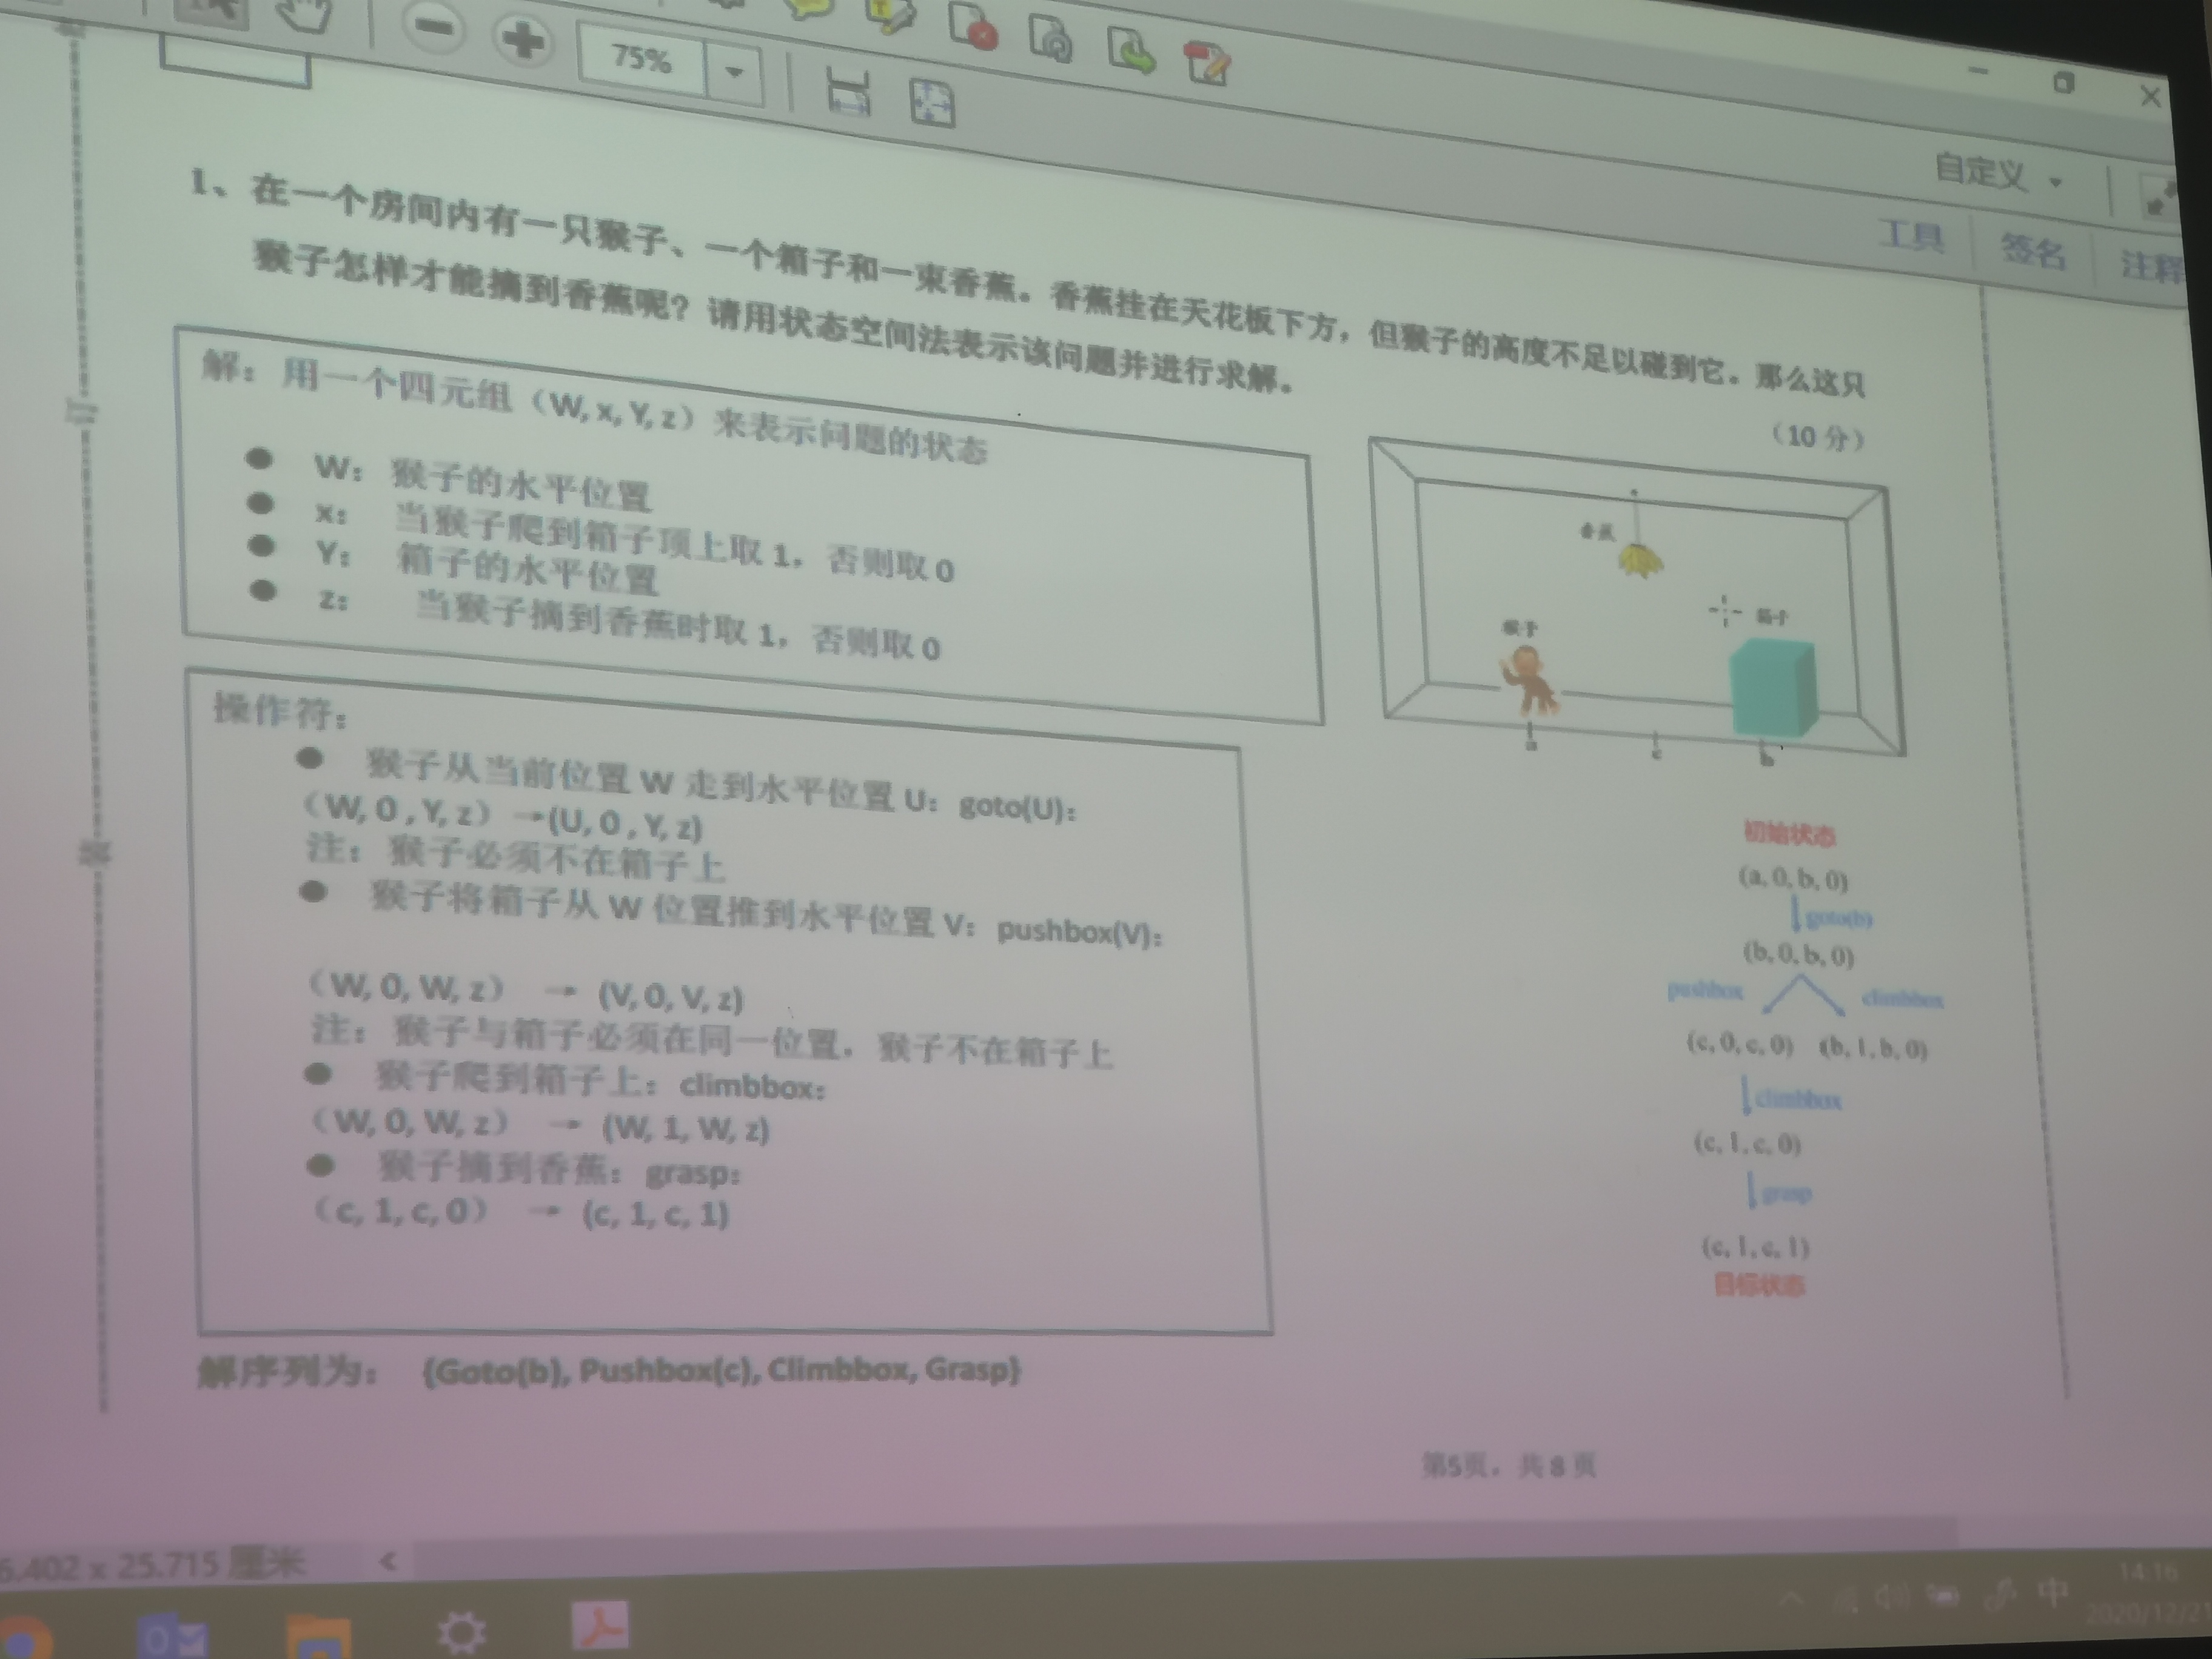 75%
自定义
工具
签名
注释
1、在一个房间内有一只猴子、一个箱子和一束香蕉。香蕉挂在天花板下方，但猴子的高度不足以碰到它。那么这只
猴子怎样才能摘到香蕉呢？请用状态空间法表示该问题并进行求解。
（10 分）
解：用一个四元组（W, x, Y, z）来表示问题的状态
● W：猴子的水平位置
● x： 当猴子爬到箱子顶上取 1，否则取 0
● Y： 箱子的水平位置
● z： 当猴子摘到香蕉时取 1，否则取 0
香蕉
猴子
箱子
a
c
b
操作符：
● 猴子从当前位置 W 走到水平位置 U：goto(U)：
（W, 0 , Y, z）→(U, 0 , Y, z)
注：猴子必须不在箱子上
● 猴子将箱子从 W 位置推到水平位置 V：pushbox(V)：
（W, 0, W, z） → (V, 0, V, z)
注：猴子与箱子必须在同一位置，猴子不在箱子上
● 猴子爬到箱子上：climbbox：
（W, 0, W, z） → (W, 1, W, z)
● 猴子摘到香蕉：grasp：
（c, 1, c, 0） → (c, 1, c, 1)
初始状态
(a, 0, b, 0)
goto(b)
(b, 0, b, 0)
pushbox climbbox
(c, 0, c, 0) (b, 1, b, 0)
climbbox
(c, 1, c, 0)
grasp
(c, 1, c, 1)
目标状态
解序列为： {Goto(b), Pushbox(c), Climbbox, Grasp}
第5页，共 8 页
6.402 x 25.715 厘米
中
14:16
2020/12/21